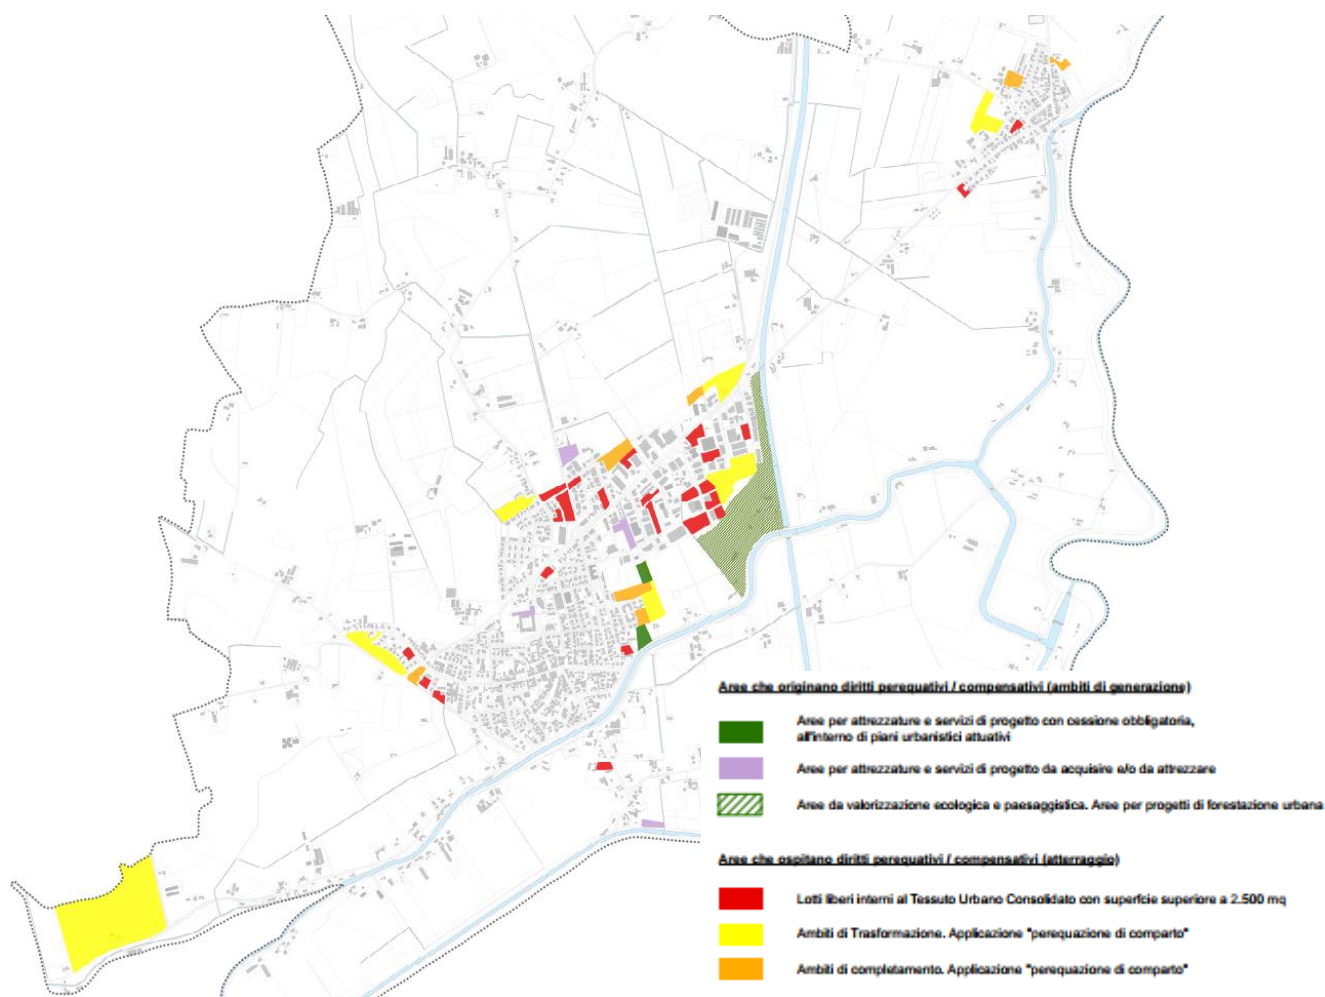 Aree che originano diritti perequativi / compensativi (ambiti di generazione)
Aree per attrezzature e servizi di progetto con cessione obbligatoria,
all'interno di piani urbanistici attuativi
Aree per attrezzature e servizi di progetto da acquisire e/o da attrezzare
Aree da valorizzazione ecologica e paesaggistica. Aree per progetti di forestazione urbana
Aree che ospitano diritti perequativi / compensativi (atterraggio)
Lotti liberi interni al Tessuto Urbano Consolidato con superfcie superiore a 2.500 mq
Ambiti di Trasformazione. Applicazione "perequazione di comparto"
Ambiti di completamento. Applicazione "perequazione di comparto"